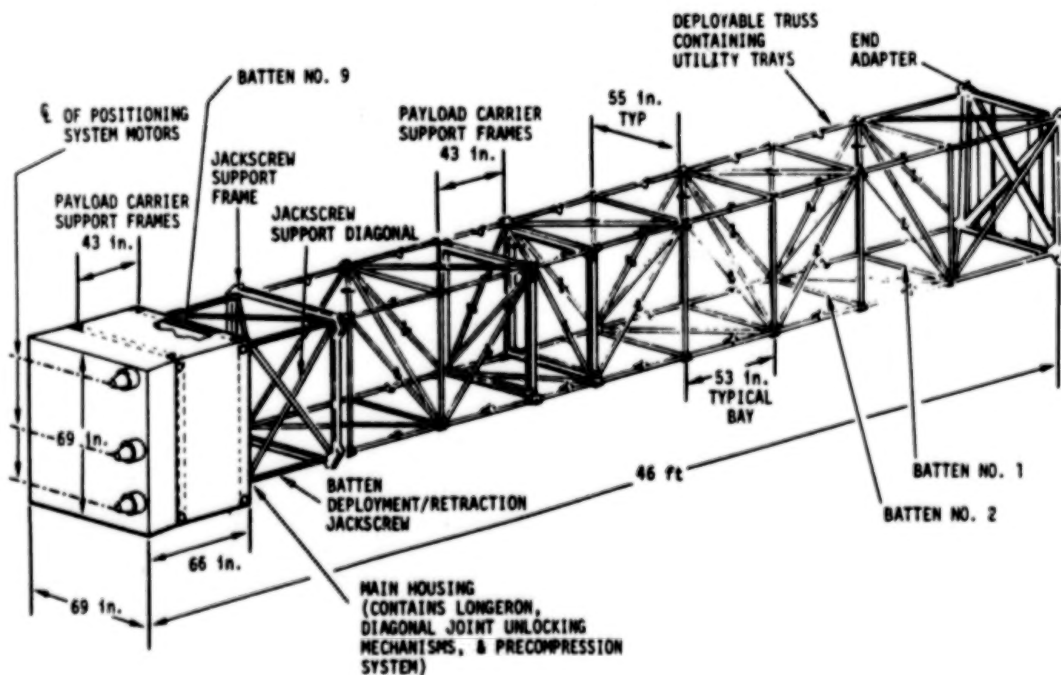 DEPLOYABLE TRUSS
CONTAINING
UTILITY TRAYS
END
ADAPTER
BATTEN NO. 9
55 in.
TYP
℄ OF POSITIONING
SYSTEM MOTORS
PAYLOAD CARRIER
SUPPORT FRAMES
43 in.
JACKSCREW
SUPPORT
FRAME
PAYLOAD CARRIER
SUPPORT FRAMES
43 in.
JACKSCREW
SUPPORT DIAGONAL
53 in.
TYPICAL
BAY
69 in.
46 ft
BATTEN NO. 1
BATTEN NO. 2
BATTEN
DEPLOYMENT/RETRACTION
JACKSCREW
66 in.
69 in.
MAIN HOUSING
(CONTAINS LONGERON,
DIAGONAL JOINT UNLOCKING
MECHANISMS, & PRECOMPRESSION
SYSTEM)